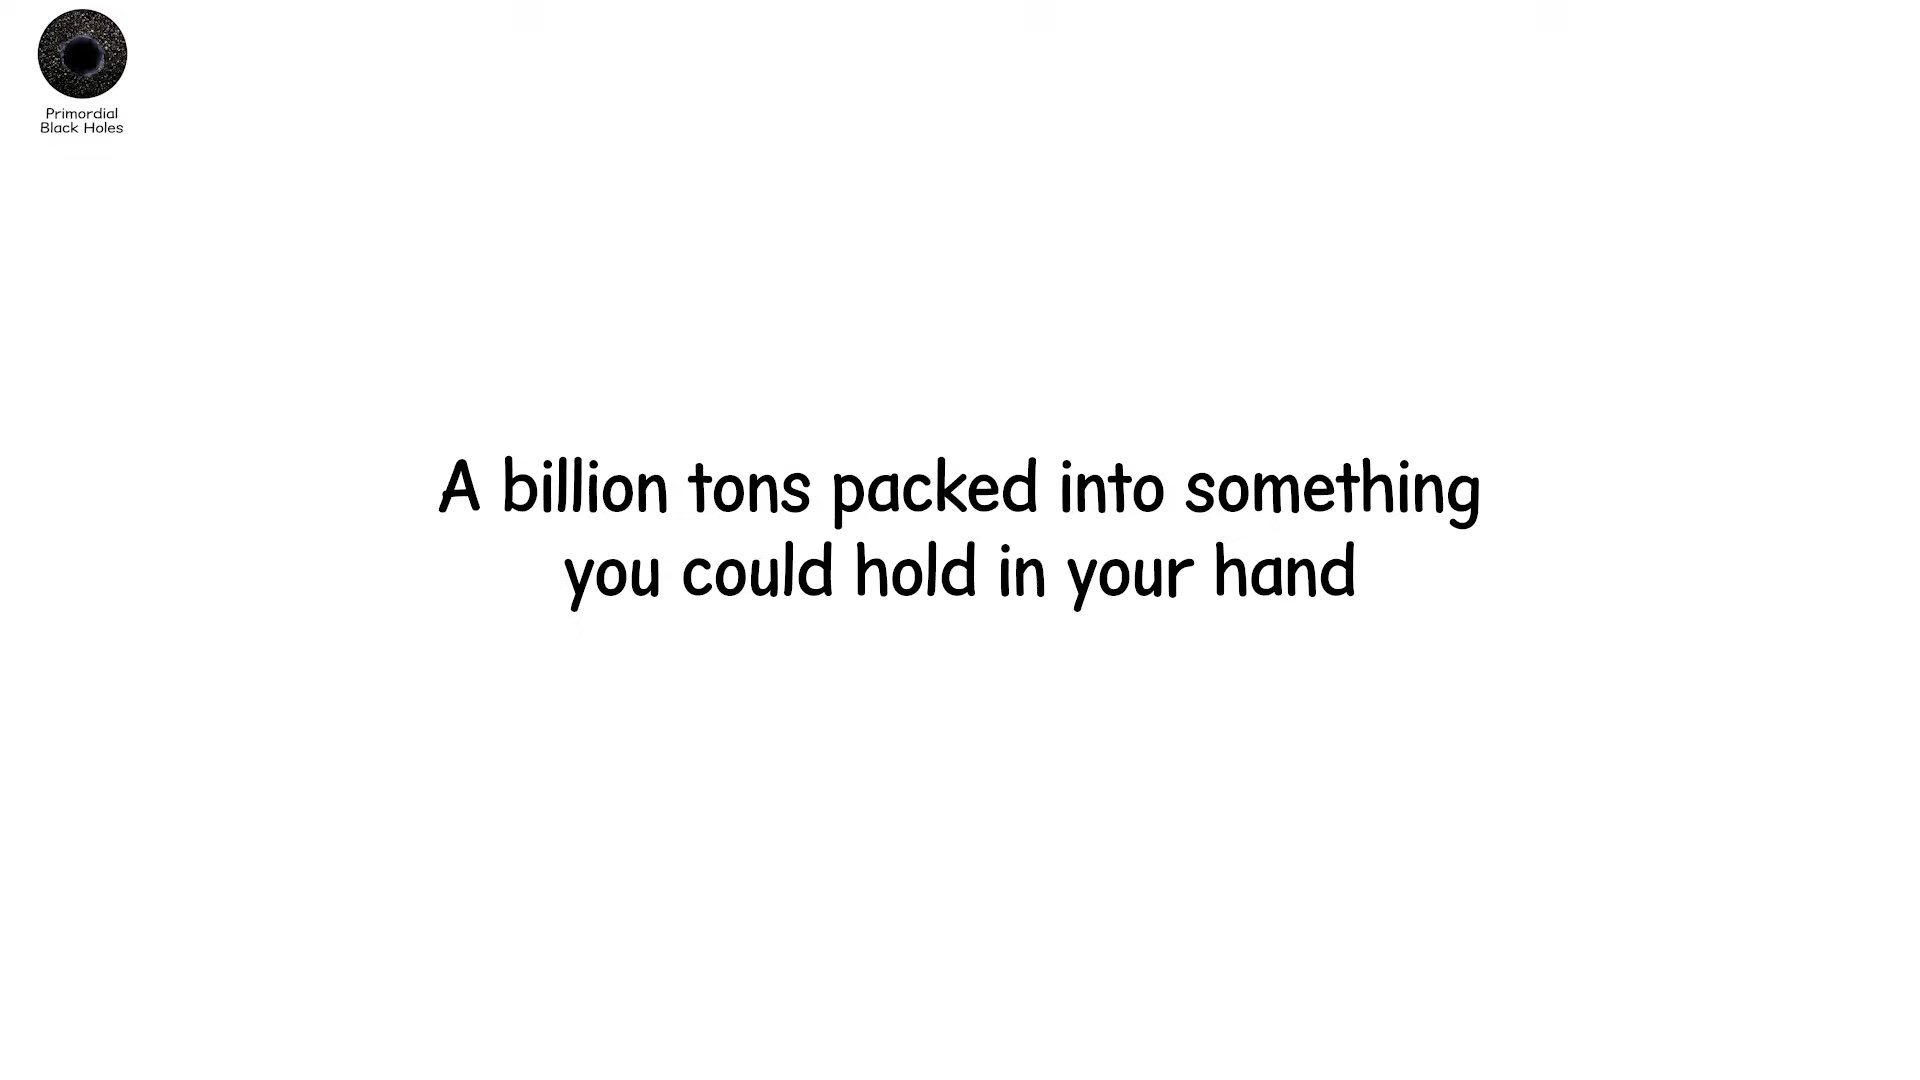 Primordial
Black Holes
A billion tons packed into something
you could hold in your hand